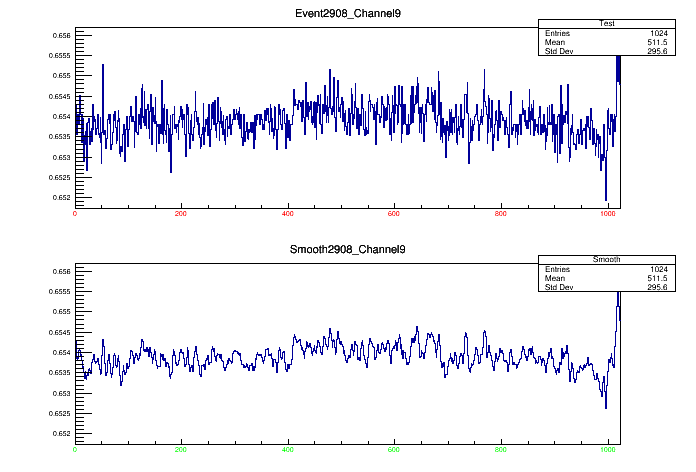 Event2908_Channel9
Test
Entries 1024
Mean 511.5
Std Dev 295.6
0.656
0.6555
0.655
0.6545
0.654
0.6535
0.653
0.6525
0.652
0 200 400 600 800 1000
Smooth2908_Channel9
Smooth
Entries 1024
Mean 511.5
Std Dev 295.6
0.656
0.6555
0.655
0.6545
0.654
0.6535
0.653
0.6525
0.652
0 200 400 600 800 1000